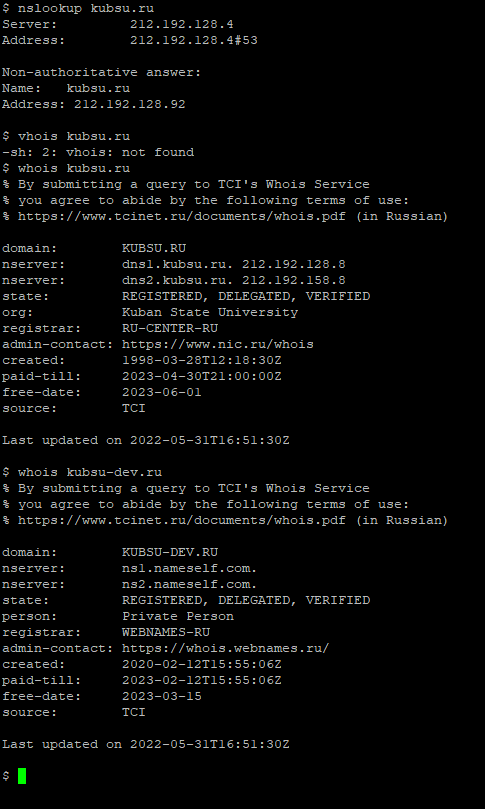 $ nslookup kubsu.ru
Server:         212.192.128.4
Address:        212.192.128.4#53

Non-authoritative answer:
Name:   kubsu.ru
Address: 212.192.128.92

$ vhois kubsu.ru
-sh: 2: vhois: not found
$ whois kubsu.ru
% By submitting a query to TCI's Whois Service
% you agree to abide by the following terms of use:
% https://www.tcinet.ru/documents/whois.pdf (in Russian)

domain:        KUBSU.RU
nserver:       dns1.kubsu.ru. 212.192.128.8
nserver:       dns2.kubsu.ru. 212.192.158.8
state:         REGISTERED, DELEGATED, VERIFIED
org:           Kuban State University
registrar:     RU-CENTER-RU
admin-contact: https://www.nic.ru/whois
created:       1998-03-28T12:18:30Z
paid-till:     2023-04-30T21:00:00Z
free-date:     2023-06-01
source:        TCI

Last updated on 2022-05-31T16:51:30Z

$ whois kubsu-dev.ru
% By submitting a query to TCI's Whois Service
% you agree to abide by the following terms of use:
% https://www.tcinet.ru/documents/whois.pdf (in Russian)

domain:        KUBSU-DEV.RU
nserver:       ns1.nameself.com.
nserver:       ns2.nameself.com.
state:         REGISTERED, DELEGATED, VERIFIED
person:        Private Person
registrar:     WEBNAMES-RU
admin-contact: https://whois.webnames.ru/
created:       2020-02-12T15:55:06Z
paid-till:     2023-02-12T15:55:06Z
free-date:     2023-03-15
source:        TCI

Last updated on 2022-05-31T16:51:30Z

$